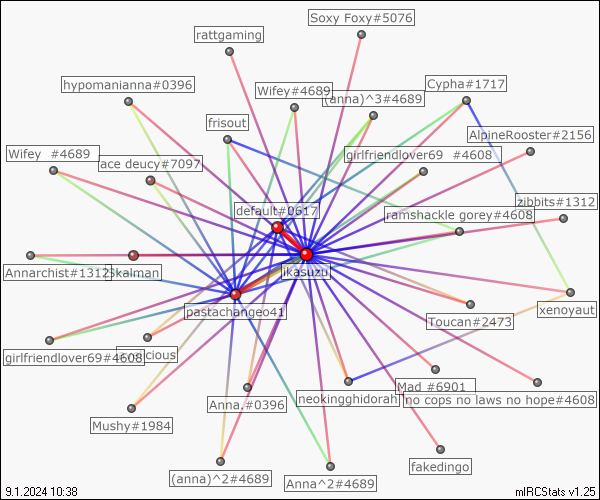 Soxy Foxy#5076
rattgaming
hypomanianna#0396
Cypha#1717
Wifey#4689
(anna)^3#4689
frisout
AlpineRooster#2156
Wifey #4689
ace deucy#7097
girlfriendlover69 #4608
zibbits#1312
default#0617
ramshackle gorey#4608
Annarchist#1312
skalman
ikasuzu
pastachangeo41
xenoyaut
Toucan#2473
girlfriendlover69#4608
Mad #6901
Anna.#0396
neokingghidorah
no cops no laws no hope#4608
Mushy#1984
fakedingo
(anna)^2#4689
Anna^2#4689
9.1.2024 10:38
mIRCStats v1.25